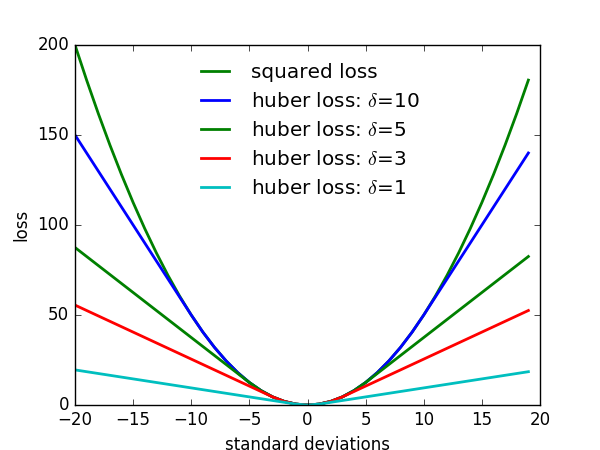 200
150
100
50
0
loss
squared loss
huber loss: δ=10
huber loss: δ=5
huber loss: δ=3
huber loss: δ=1
−20 −15 −10 −5 0 5 10 15 20
standard deviations